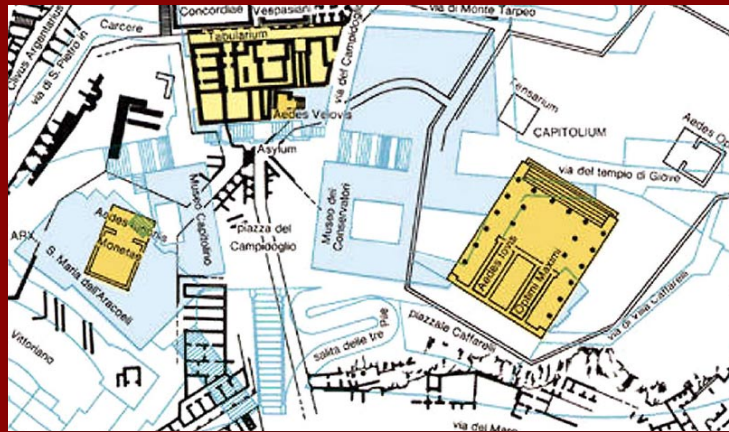 Concordiae
Vespasiani
via di Monte Tarpeo
Carcere
Clivus Argentarius
via di S. Pietro in
Tabularium
via del Campidoglio
Tensarium
Aedes Veiovis
CAPITOLIUM
Aedes Op
Asylum
via del tempio di Giove
Museo Capitolino
Museo dei
Conservatori
piazza del
Campidoglio
ARX
Aedes Iunonis
Monetae
S. Maria dell'Aracoeli
Aedes Iovis
Optimi Maximi
Vittoriano
salita delle tre Pile
piazzale Caffarelli
via di Villa Caffarelli
via del Mar